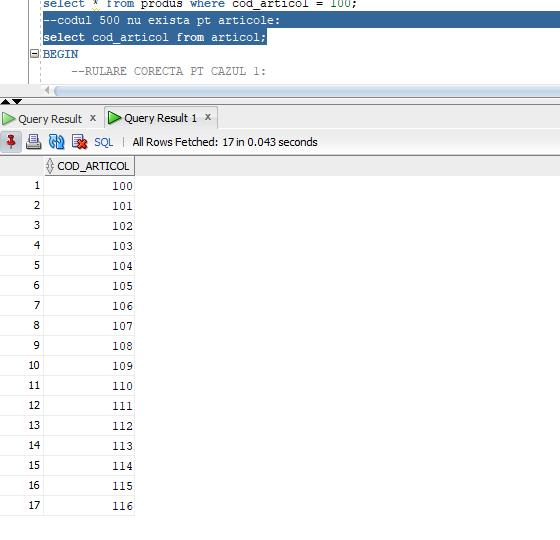 select * from produs where cod_articol = 100;
--codul 500 nu exista pt articole:
select cod_articol from articol;
BEGIN
--RULARE CORECTA PT CAZUL 1:
Query Result x
Query Result 1 x
SQL | All Rows Fetched: 17 in 0.043 seconds
COD_ARTICOL
1 100
2 101
3 102
4 103
5 104
6 105
7 106
8 107
9 108
10 109
11 110
12 111
13 112
14 113
15 114
16 115
17 116